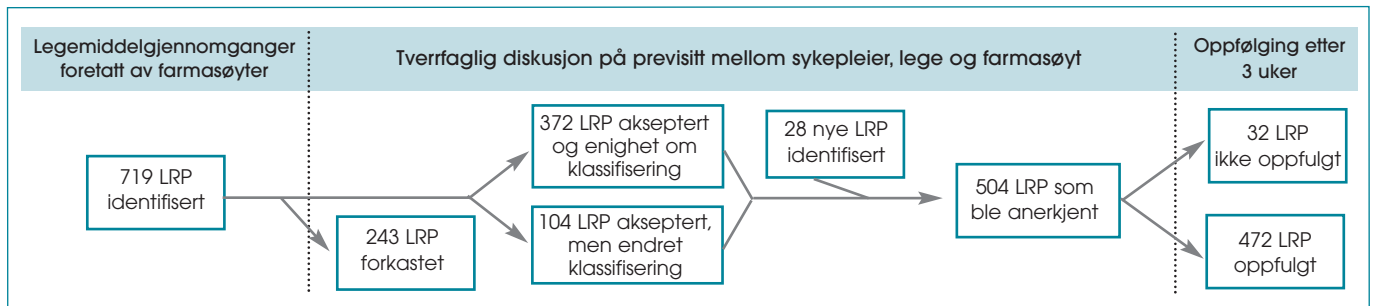 Legemiddelgjennomganger
foretatt av farmasøyter
Tverrfaglig diskusjon på previsitt mellom sykepleier, lege og farmasøyt
Oppfølging etter
3 uker
719 LRP
identifisert
243 LRP
forkastet
372 LRP akseptert
og enighet om
klassifisering
104 LRP akseptert,
men endret
klassifisering
28 nye LRP
identifisert
504 LRP som
ble anerkjent
32 LRP
ikke oppfulgt
472 LRP
oppfulgt